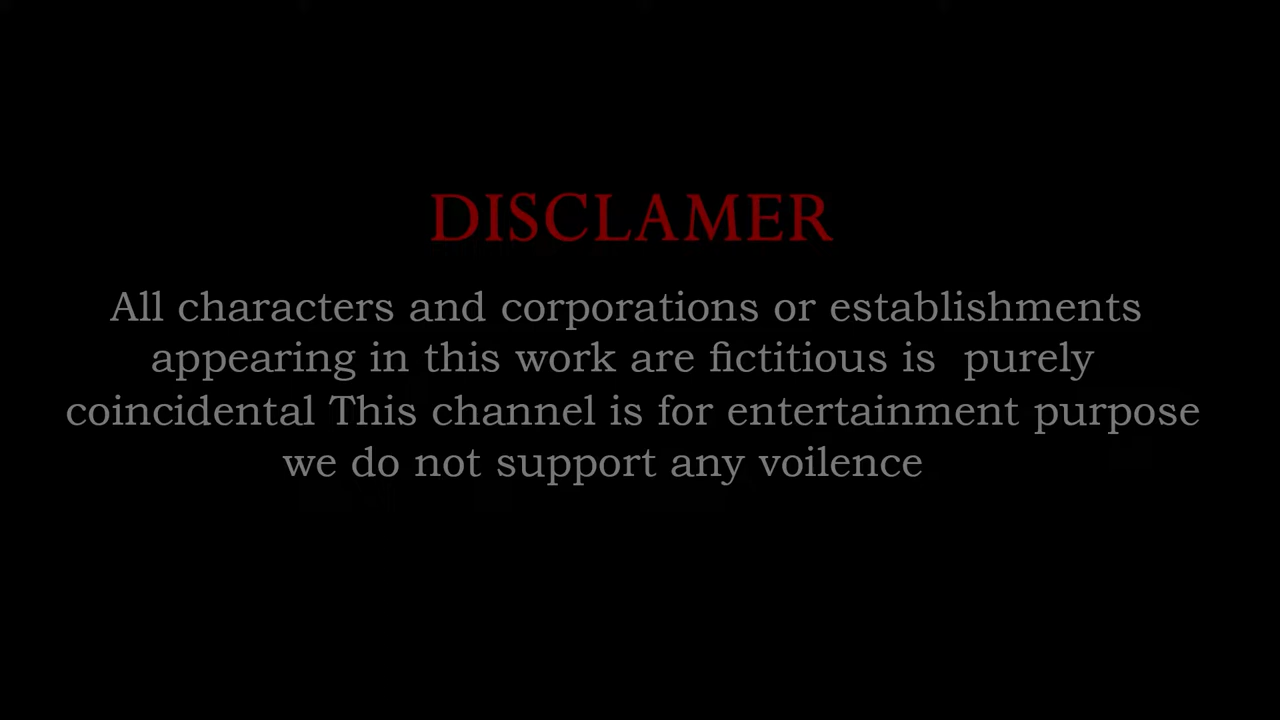 DISCLAMER
All characters and corporations or establishments
appearing in this work are fictitious is  purely
coincidental This channel is for entertainment purpose
we do not support any voilence